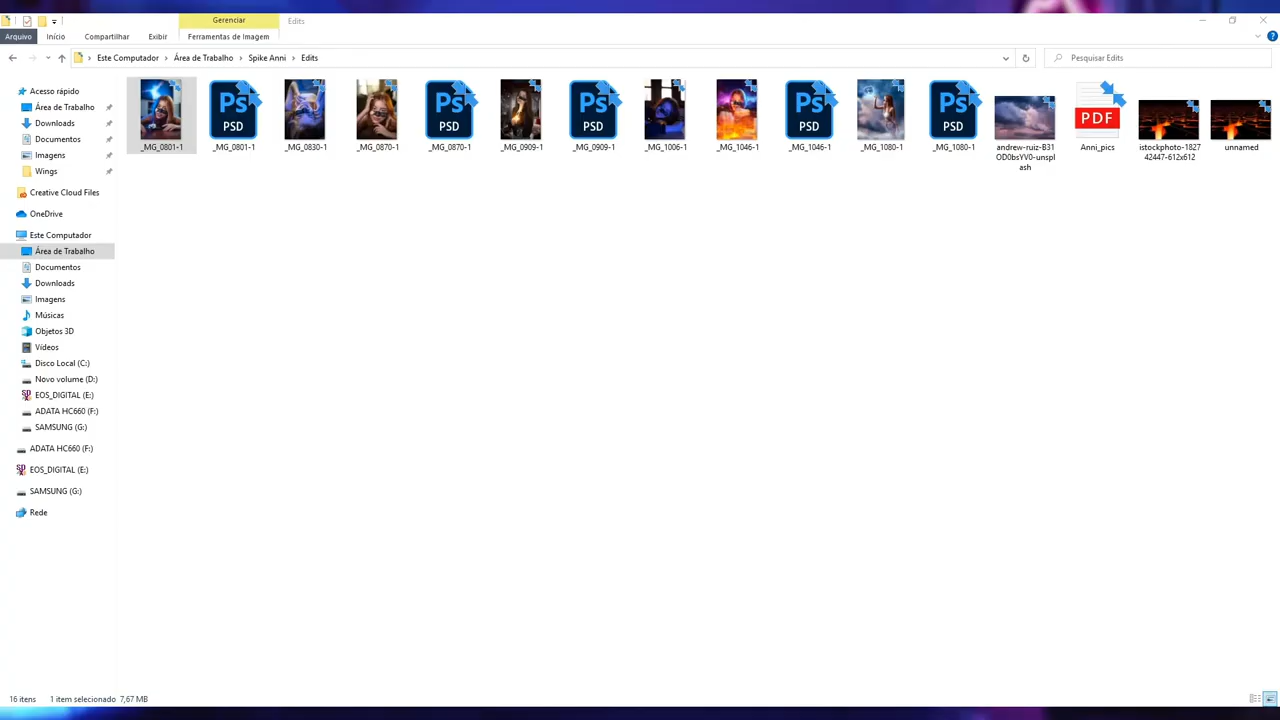 Gerenciar
Edits
Arquivo
Início
Compartilhar
Exibir
Ferramentas de Imagem
Este Computador
Área de Trabalho
Spike Anni
Edits
Pesquisar Edits
Acesso rápido
Área de Trabalho
Downloads
Documentos
Imagens
Wings
Creative Cloud Files
OneDrive
Este Computador
Área de Trabalho
Documentos
Downloads
Imagens
Músicas
Objetos 3D
Vídeos
Disco Local (C:)
Novo volume (D:)
EOS_DIGITAL (E:)
ADATA HC660 (F:)
SAMSUNG (G:)
ADATA HC660 (F:)
EOS_DIGITAL (E:)
SAMSUNG (G:)
Rede
_MG_0801-1
Ps
PSD
_MG_0801-1
_MG_0830-1
_MG_0870-1
Ps
PSD
_MG_0870-1
_MG_0909-1
Ps
PSD
_MG_0909-1
_MG_1006-1
_MG_1046-1
Ps
PSD
_MG_1046-1
_MG_1080-1
Ps
PSD
_MG_1080-1
andrew-ruiz-B31
OD0bsYV0-unspl
ash
PDF
Anni_pics
istockphoto-1827
42447-612x612
unnamed
16 itens
1 item selecionado 7,67 MB